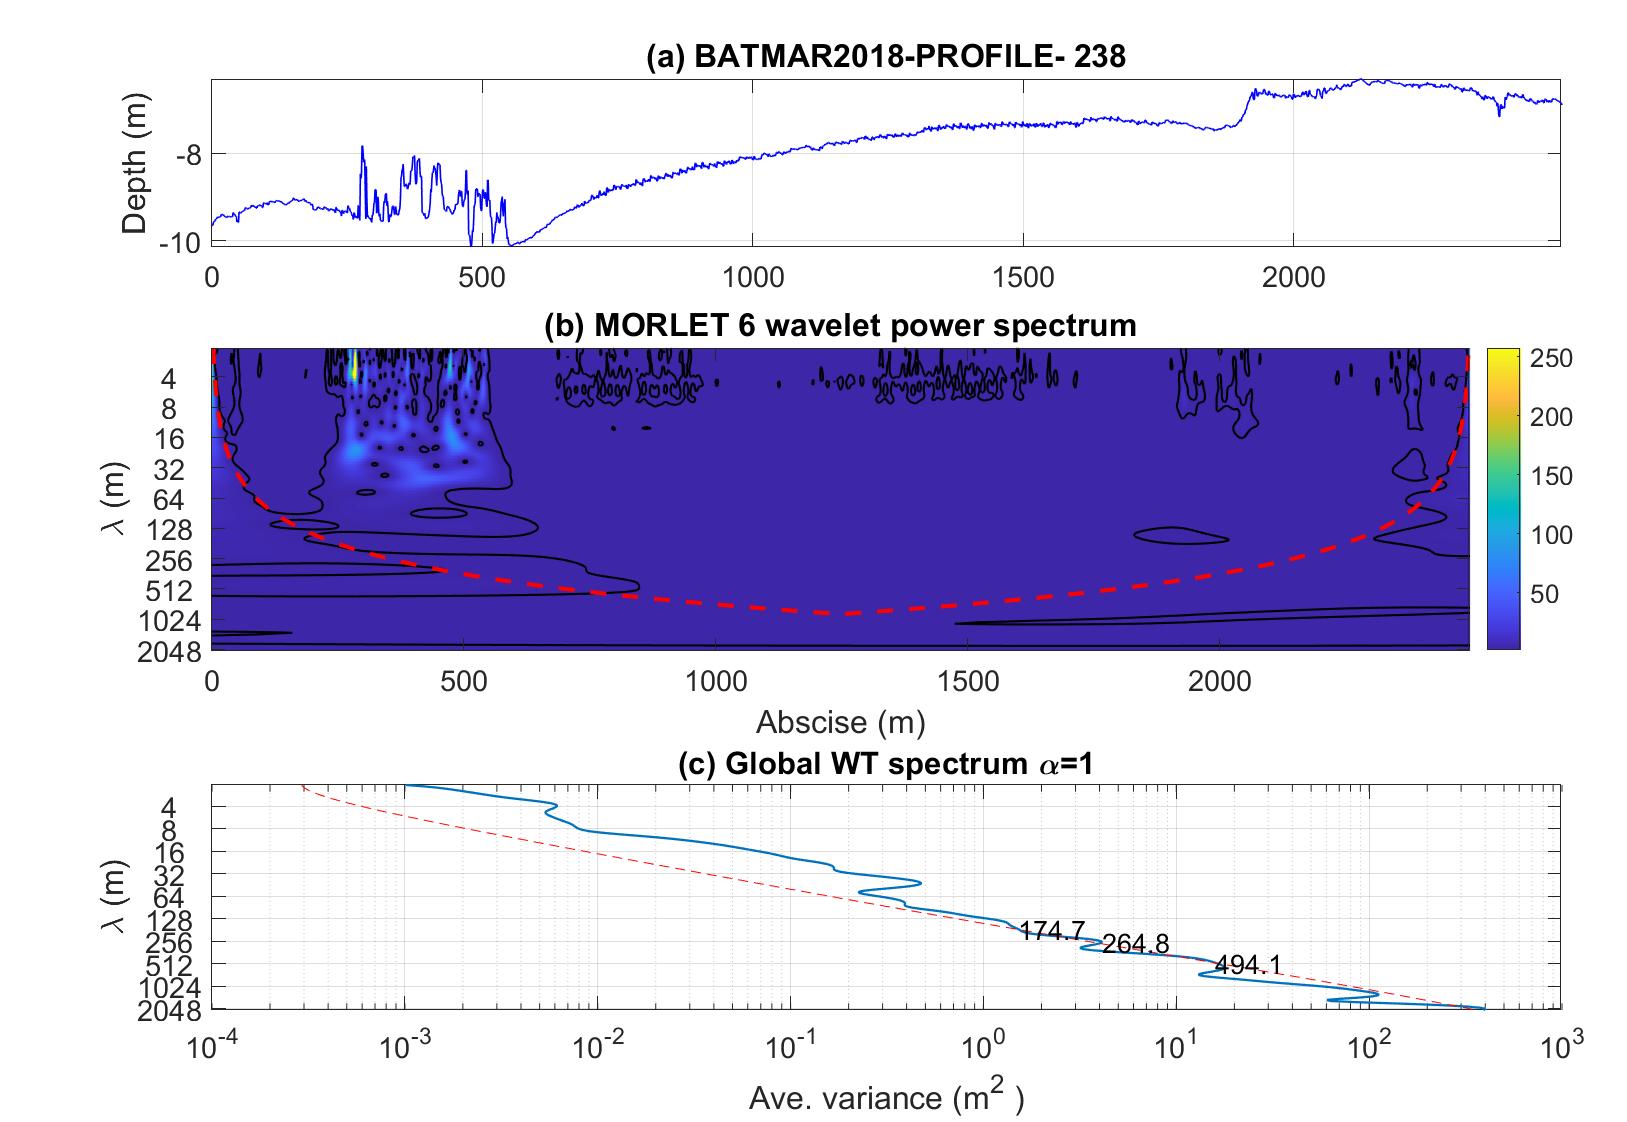 (a) BATMAR2018-PROFILE- 238
Depth (m)
-8
-10
0 500 1000 1500 2000
(b) MORLET 6 wavelet power spectrum
λ (m)
4
8
16
32
64
128
256
512
1024
2048
0 500 1000 1500 2000
Abscise (m)
250
200
150
100
50
(c) Global WT spectrum α=1
λ (m)
4
8
16
32
64
128
256
512
1024
2048
174.7
264.8
494.1
10^-4 10^-3 10^-2 10^-1 10^0 10^1 10^2 10^3
Ave. variance (m^2 )